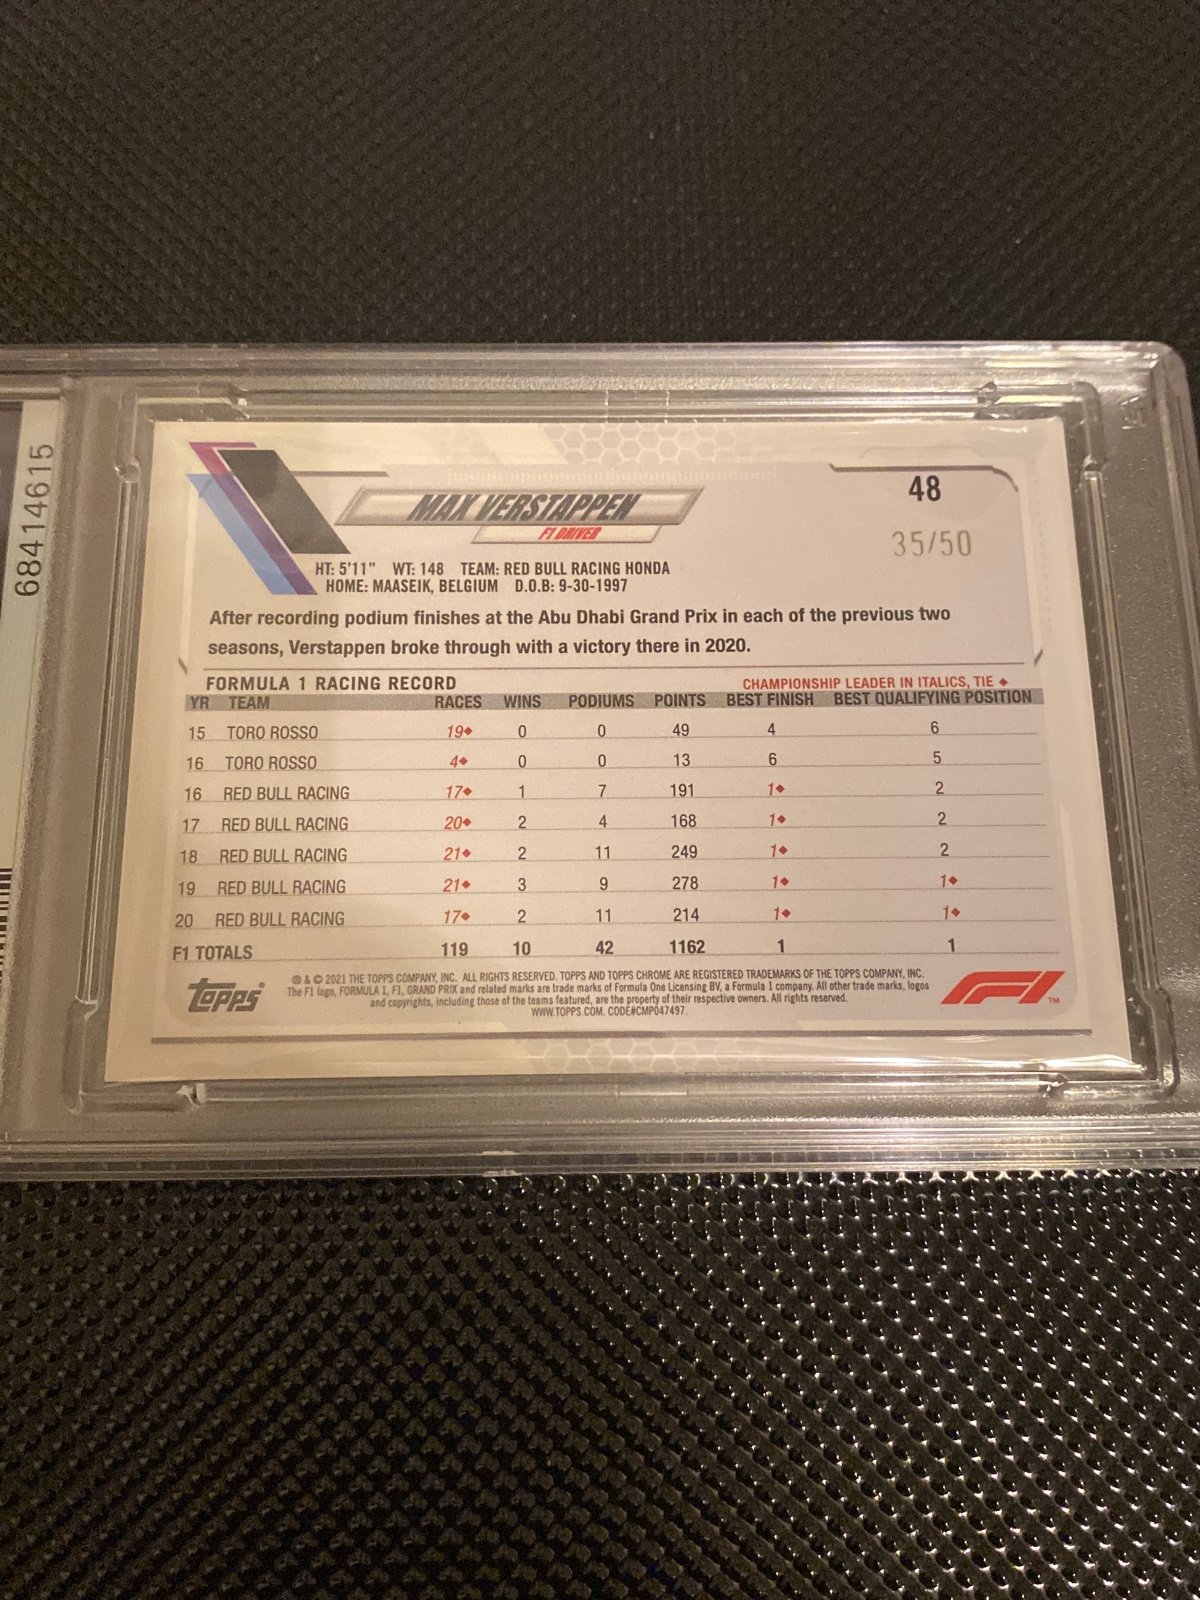 68414615
48
35/50
MAX VERSTAPPEN
F1 DRIVER
HT: 5'11" WT: 148 TEAM: RED BULL RACING HONDA
HOME: MAASEIK, BELGIUM D.O.B: 9-30-1997
After recording podium finishes at the Abu Dhabi Grand Prix in each of the previous two
seasons, Verstappen broke through with a victory there in 2020.
FORMULA 1 RACING RECORD CHAMPIONSHIP LEADER IN ITALICS, TIE ◆
YR TEAM RACES WINS PODIUMS POINTS BEST FINISH BEST QUALIFYING POSITION
15 TORO ROSSO 19◆ 0 0 49 4 6
16 TORO ROSSO 4◆ 0 0 13 6 5
16 RED BULL RACING 17◆ 1 7 191 1◆ 2
17 RED BULL RACING 20◆ 2 4 168 1◆ 2
18 RED BULL RACING 21◆ 2 11 249 1◆ 2
19 RED BULL RACING 21◆ 3 9 278 1◆ 1◆
20 RED BULL RACING 17◆ 2 11 214 1◆ 1◆
F1 TOTALS 119 10 42 1162 1 1
topps
® & © 2021 THE TOPPS COMPANY, INC. ALL RIGHTS RESERVED. TOPPS AND TOPPS CHROME ARE REGISTERED TRADEMARKS OF THE TOPPS COMPANY, INC.
The F1 logo, FORMULA 1, F1, GRAND PRIX and related marks are trade marks of Formula One Licensing BV, a Formula 1 company. All other trade marks, logos
and copyrights, including those of the teams featured, are the property of their respective owners. All rights reserved.
WWW.TOPPS.COM. CODE#CMP047497.
F1 ™